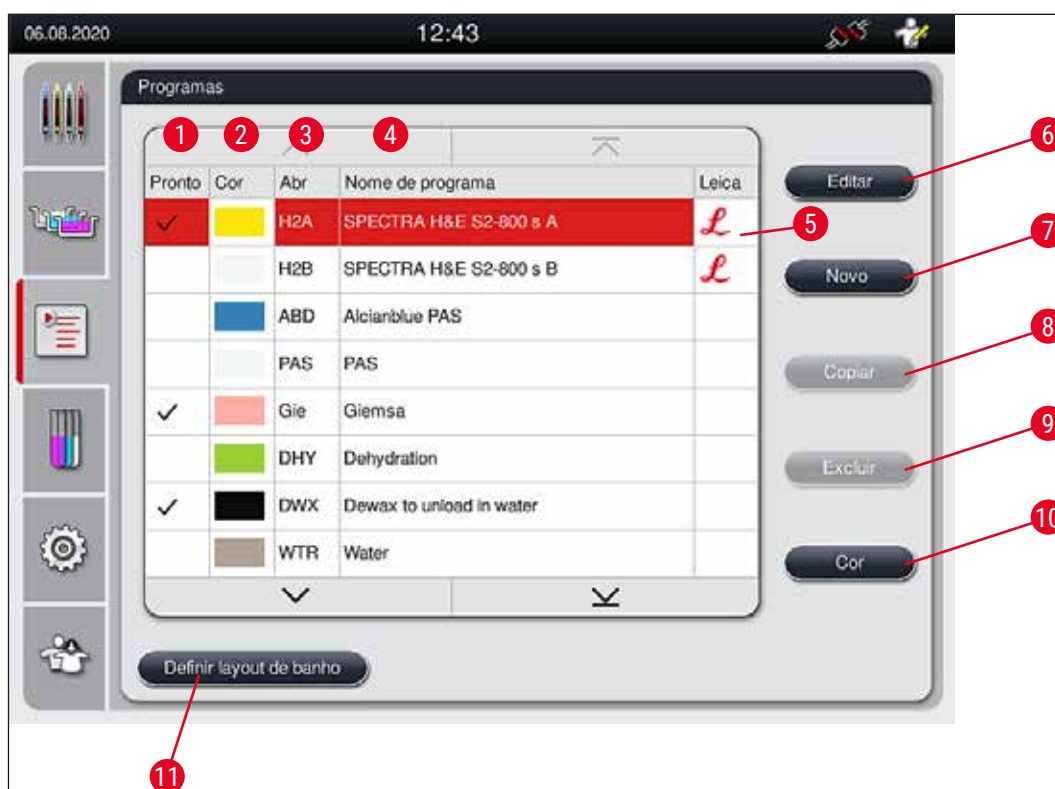 06.08.2020 12:43
Programas
1 2 3 4
Pronto Cor Abr Nome de programa Leica
H2A SPECTRA H&E S2-800 s A L
H2B SPECTRA H&E S2-800 s B L
ABD Alcianblue PAS
PAS PAS
Gie Giemsa
DHY Dehydration
DWX Dewax to unload in water
WTR Water
Editar
Novo
Copiar
Excluir
Cor
5
6
7
8
9
10
Definir layout de banho
11